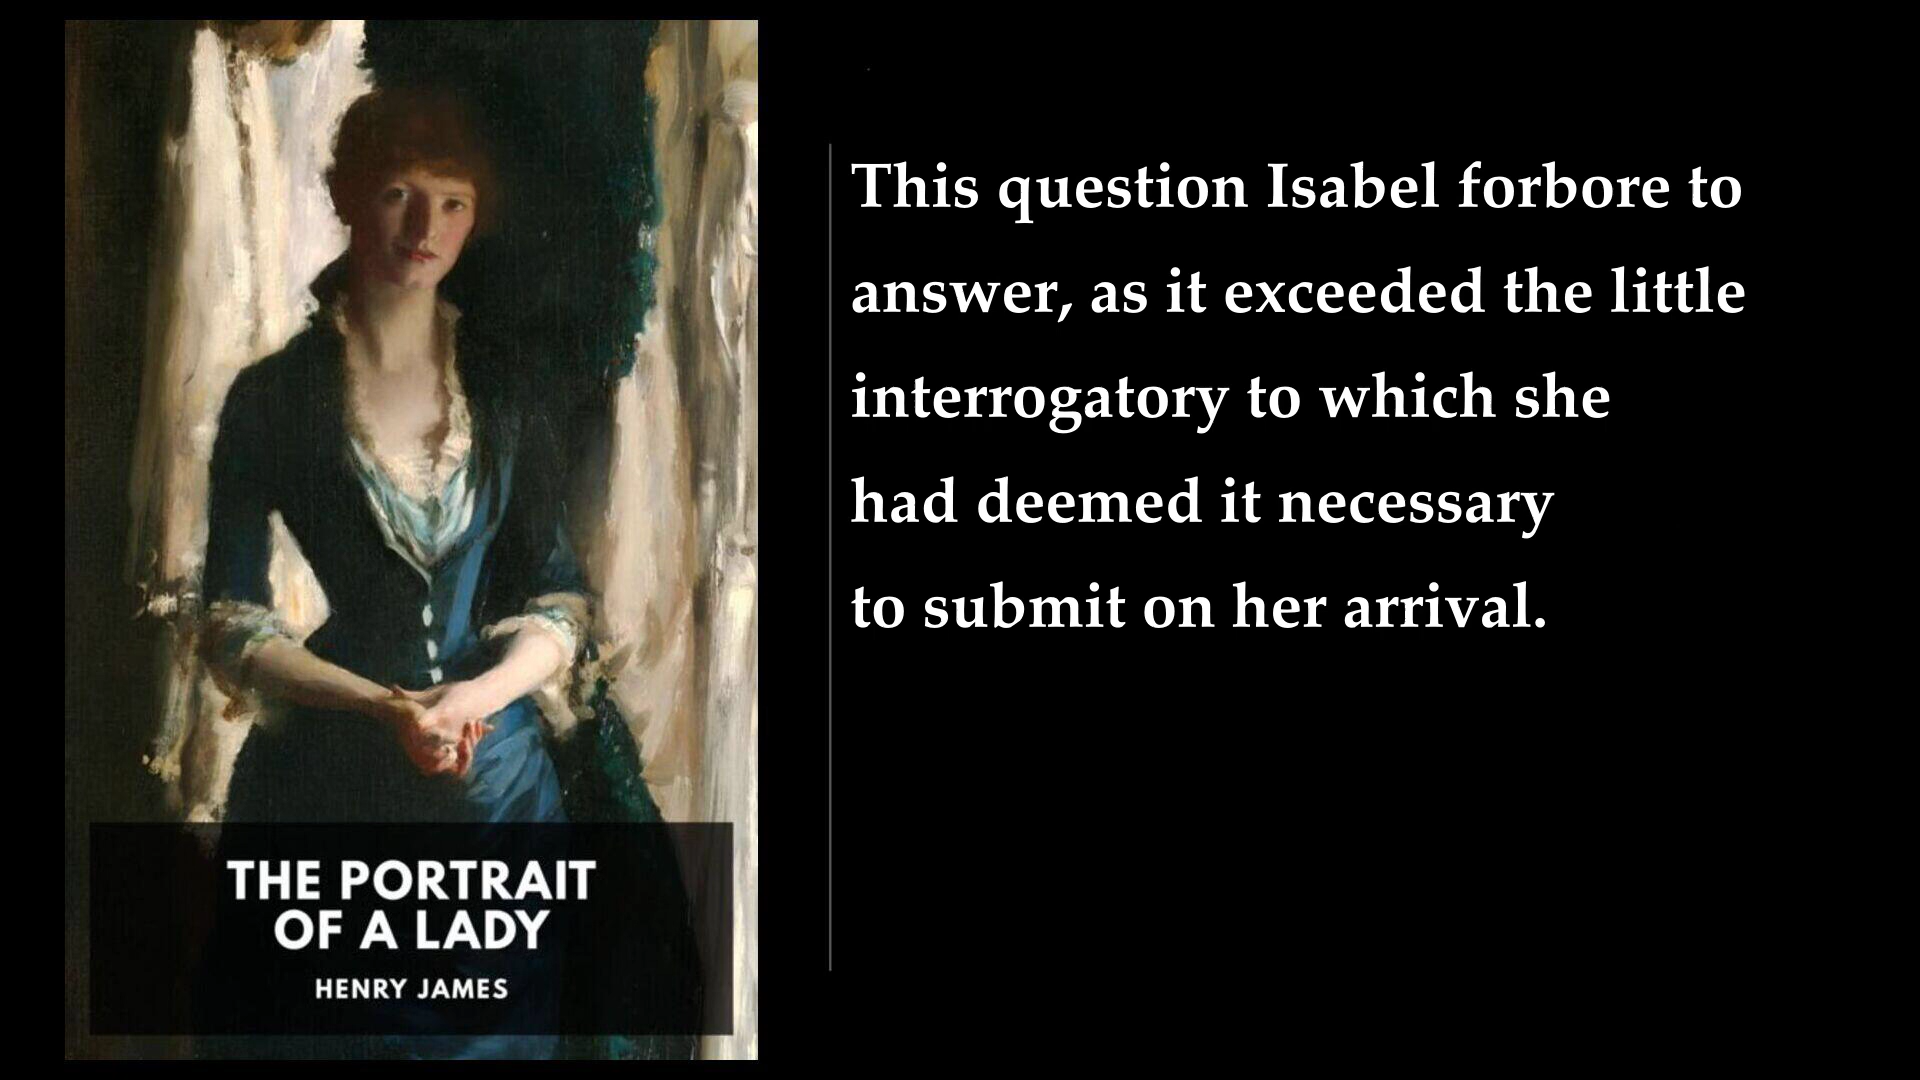 This question Isabel forbore to
answer, as it exceeded the little
interrogatory to which she
had deemed it necessary
to submit on her arrival.
THE PORTRAIT
OF A LADY
HENRY JAMES